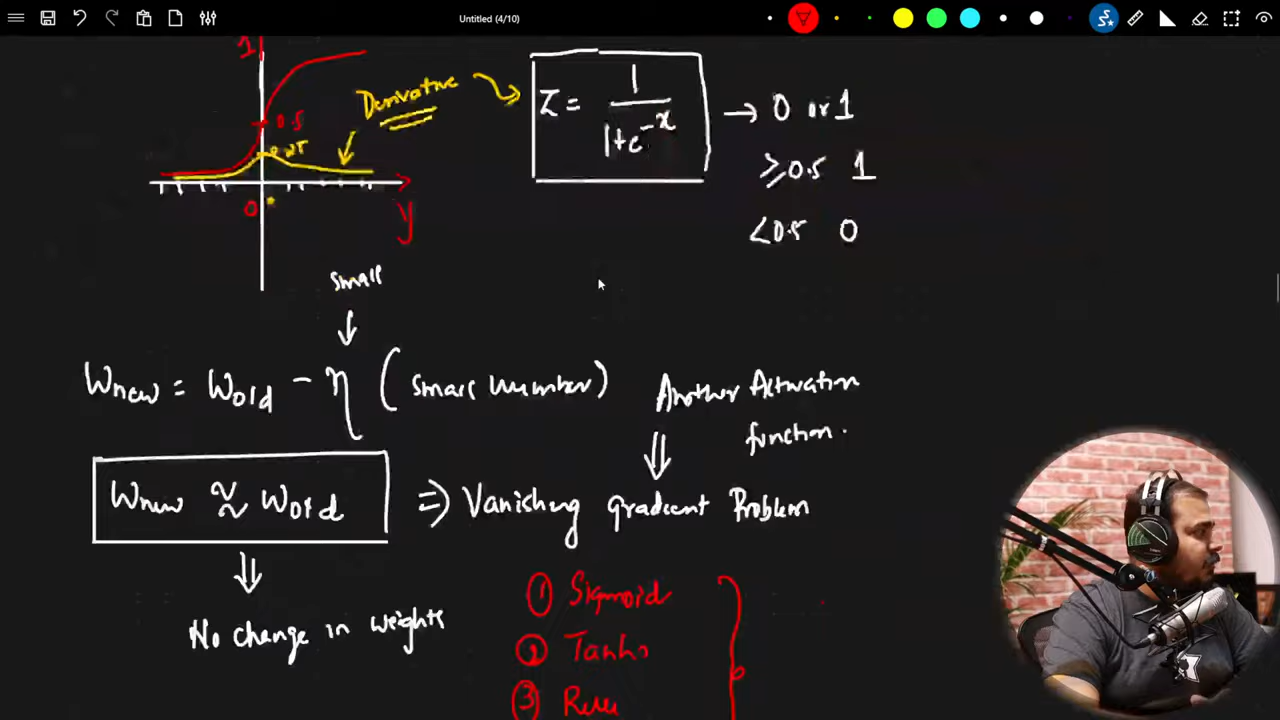 Untitled (4/10)
1
Derivative
0.5
0.25
0
y
Z = 1 / 1+e^-x → 0 or 1
≥0.5 1
<0.5 0
Small
Wnew = Wold - η (Small number)
Another Activation
function.
Wnew ≈ Wold ⇒ Vanishing gradient Problem
No change in weights
① Sigmoid
② Tanh
③ Relu